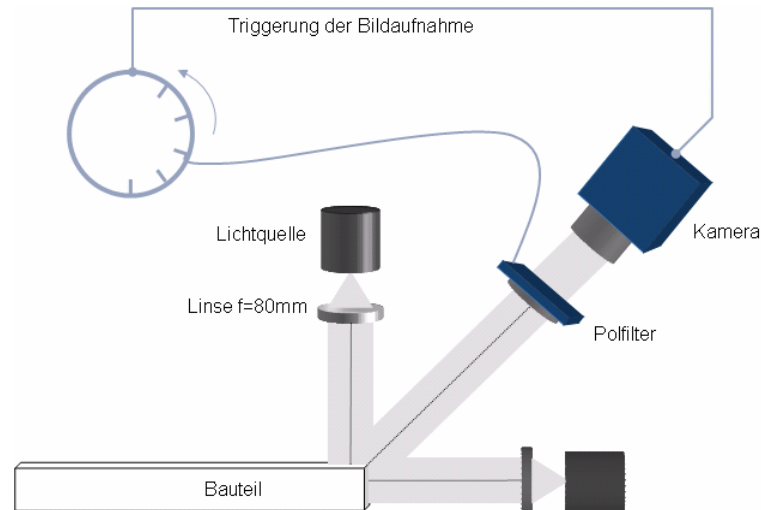 Triggerung der Bildaufnahme
Lichtquelle
Kamera
Linse f=80mm
Polfilter
Bauteil